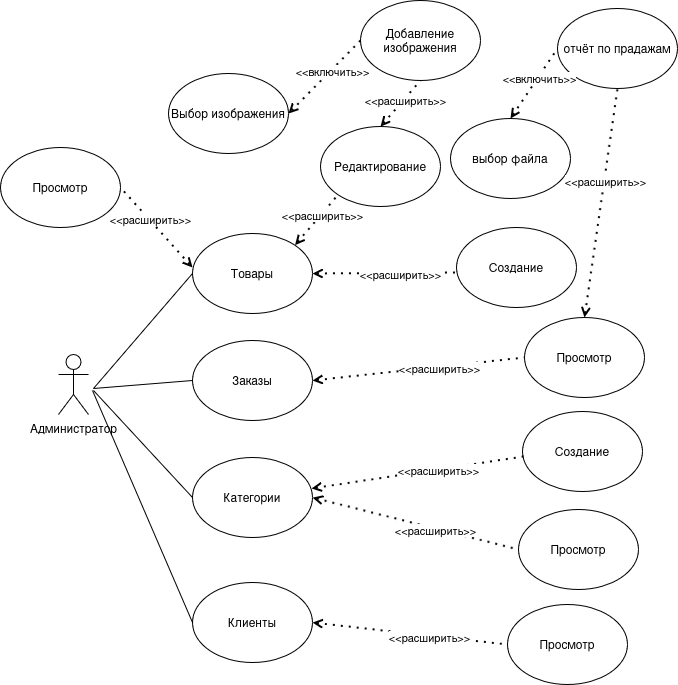 Добавление
изображения
отчёт по прадажам
<<включить>>
<<включить>>
<<расширить>>
Выбор изображения
выбор файла
Редактирование
Просмотр
<<расширить>>
<<расширить>>
<<расширить>>
Товары
<<расширить>>
Создание
Заказы
<<расширить>>
Просмотр
Администратор
Создание
<<расширить>>
Категории
<<расширить>>
Просмотр
Клиенты
<<расширить>>
Просмотр